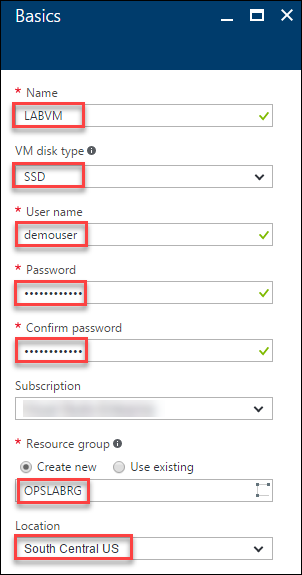 Basics
* Name
LABVM
VM disk type
SSD
* User name
demouser
* Password
••••••••••••
* Confirm password
••••••••••••
Subscription
* Resource group
Create new Use existing
OPSLABRG
Location
South Central US